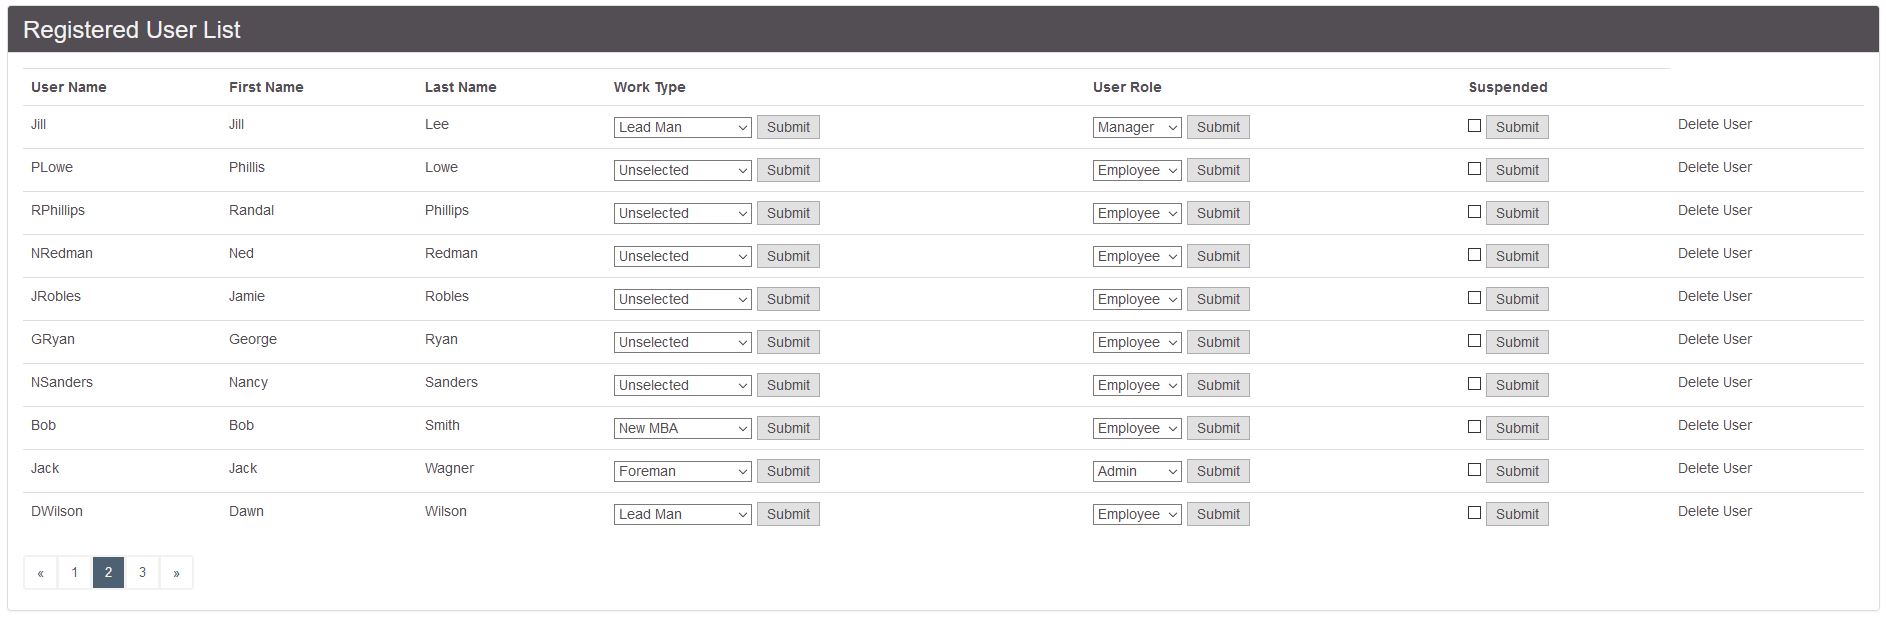 Registered User List
User Name First Name Last Name Work Type User Role Suspended
Jill Jill Lee Lead Man Submit Manager Submit Submit Delete User
PLowe Phillis Lowe Unselected Submit Employee Submit Submit Delete User
RPhillips Randal Phillips Unselected Submit Employee Submit Submit Delete User
NRedman Ned Redman Unselected Submit Employee Submit Submit Delete User
JRobles Jamie Robles Unselected Submit Employee Submit Submit Delete User
GRyan George Ryan Unselected Submit Employee Submit Submit Delete User
NSanders Nancy Sanders Unselected Submit Employee Submit Submit Delete User
Bob Bob Smith New MBA Submit Employee Submit Submit Delete User
Jack Jack Wagner Foreman Submit Admin Submit Submit Delete User
DWilson Dawn Wilson Lead Man Submit Employee Submit Submit Delete User
« 1 2 3 »